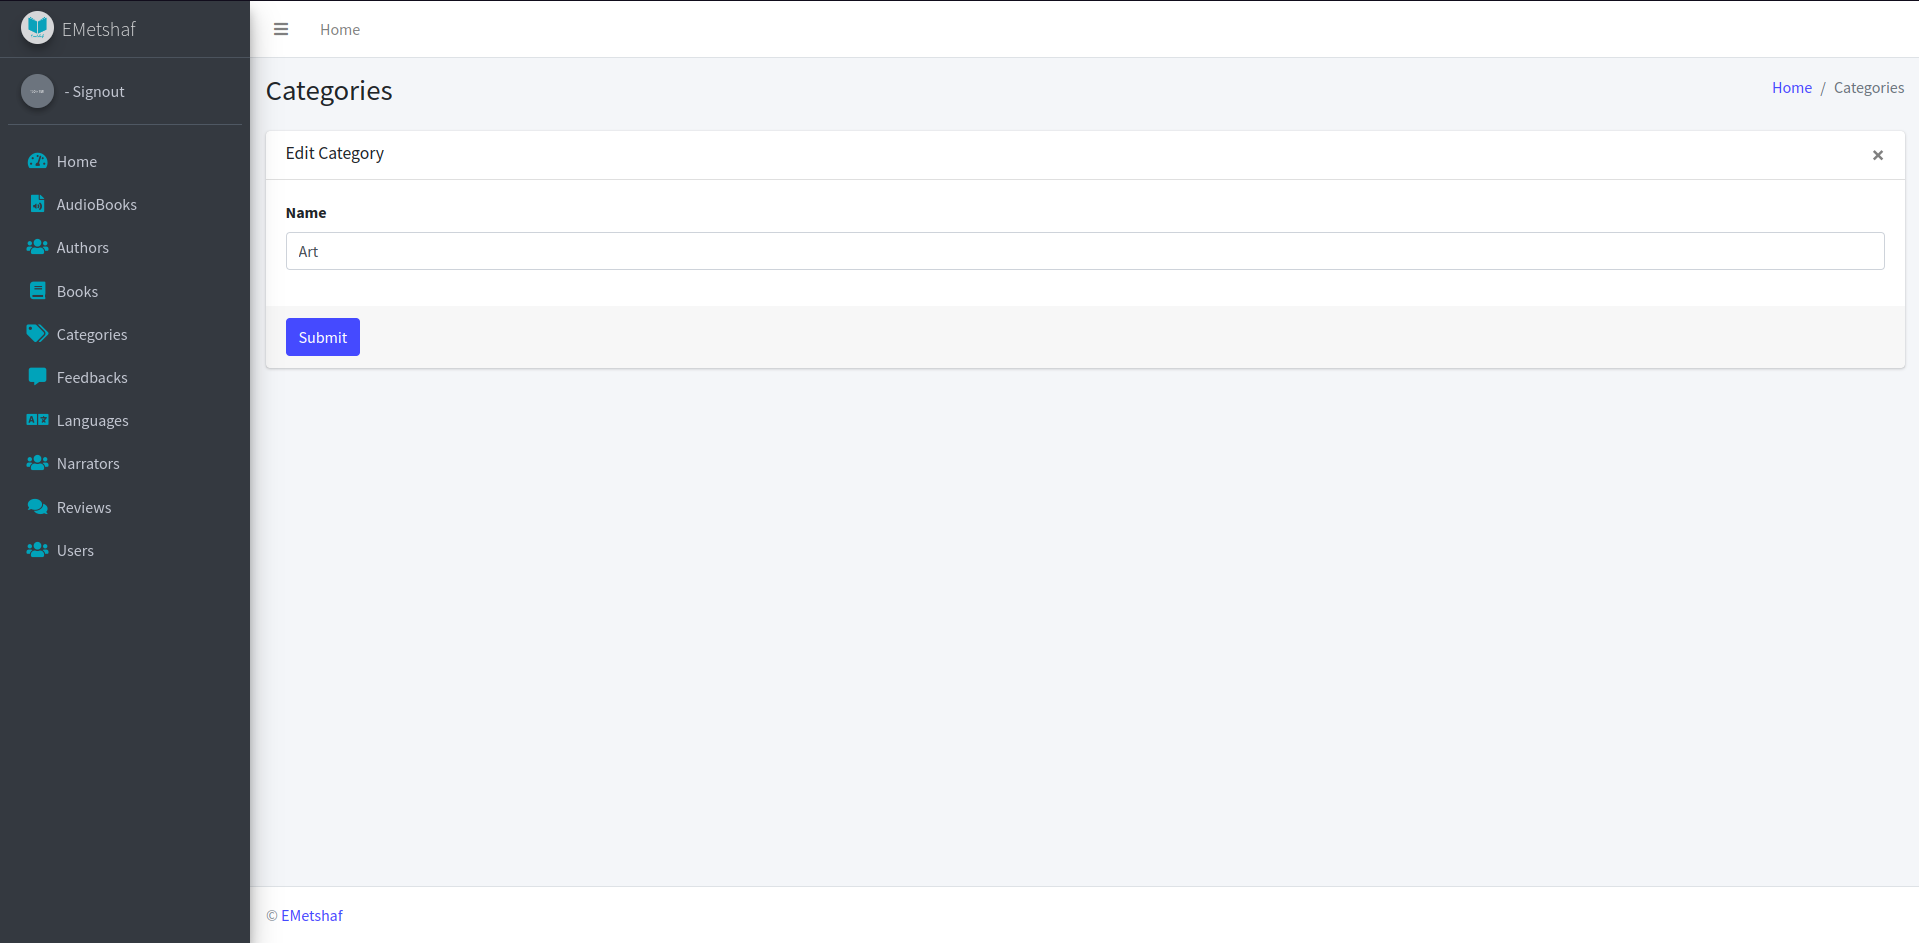 EMetshaf
- Signout
Home
AudioBooks
Authors
Books
Categories
Feedbacks
Languages
Narrators
Reviews
Users
Home
Categories
Home / Categories
Edit Category
×
Name
Art
Submit
© EMetshaf